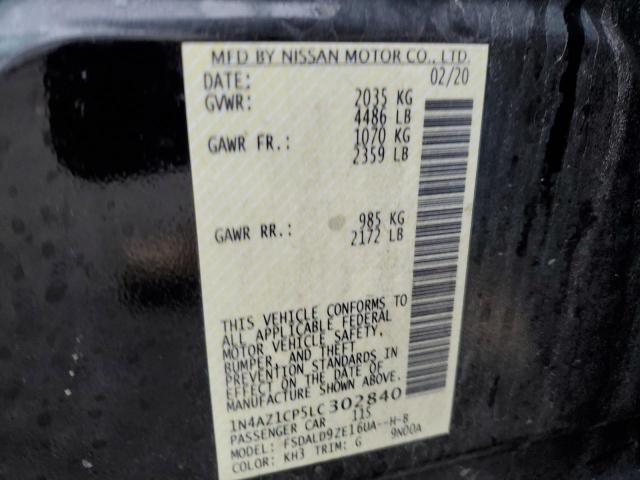 MFD BY NISSAN MOTOR CO., LTD.
DATE: 02/20
GVWR: 2035 KG
4486 LB
GAWR FR.: 1070 KG
2359 LB
GAWR RR.: 985 KG
2172 LB
THIS VEHICLE CONFORMS TO
ALL APPLICABLE FEDERAL
MOTOR VEHICLE SAFETY,
BUMPER, AND THEFT
PREVENTION STANDARDS IN
EFFECT ON THE DATE OF
MANUFACTURE SHOWN ABOVE.
1N4AZ1CP5LC302840
PASSENGER CAR 115
MODEL: FSDALD9ZE16UA--H-8
COLOR: KH3 TRIM: G 9N00A